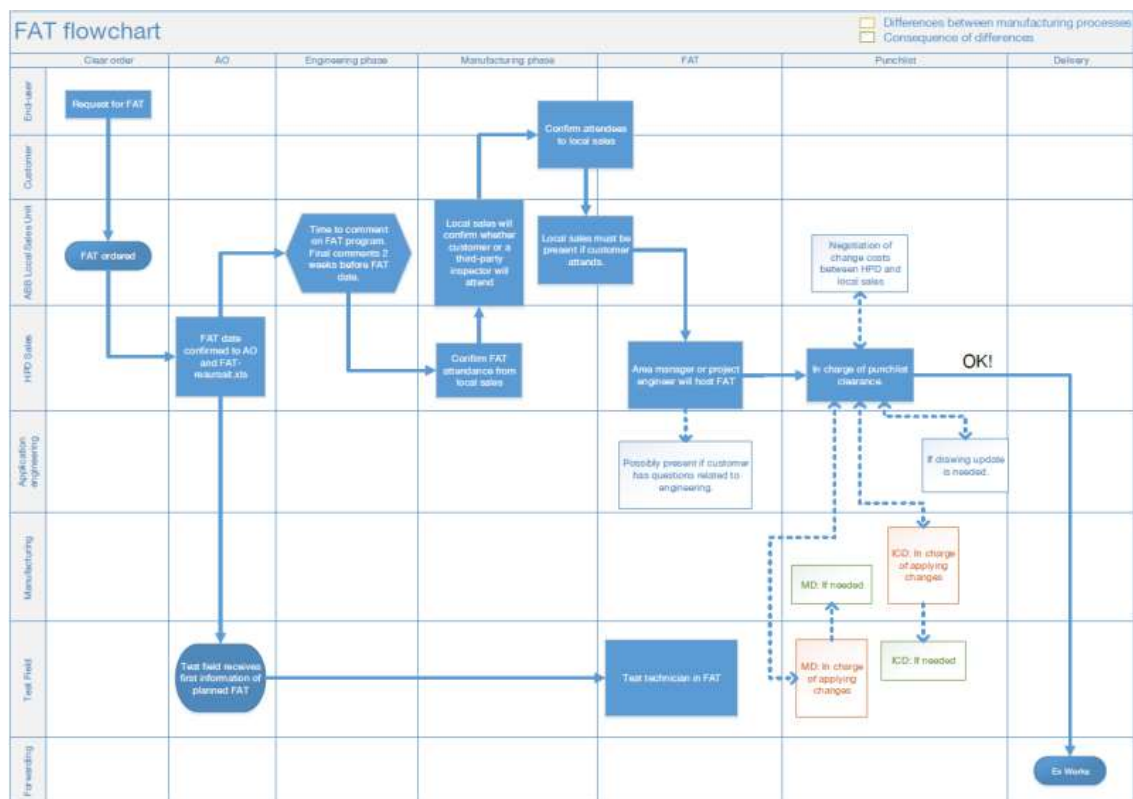 FAT flowchart
Differences between manufacturing processes
Consequence of differences
Clear order
AO
Engineering phase
Manufacturing phase
FAT
Punchlist
Delivery
End-user
Request for FAT
Confirm attendees
to local sales
Customer
ABB Local Sales Unit
FAT ordered
Time to comment
on FAT program.
Final comments 2
weeks before FAT
date.
Local sales will
confirm whether
customer or a
third-party
inspector will
attend
Local sales must be
present if customer
attends.
Negotiation of
change costs
between HPD and
local sales
HPD Sales
FAT date
confirmed to AO
and FAT-
Confirm FAT
attendance from
local sales
Area manager or project
engineer will host FAT
In charge of punchlist
clearance.
OK!
Application
engineering
Possibly present if customer
has questions related to
engineering.
If drawing update
is needed.
Manufacturing
MD: If needed
ICD: In charge
of applying
changes
Test Field
Test field receives
first information of
planned FAT
Test technician in FAT
MD: In charge
of applying
changes
ICD: If needed
Forwarding
Ex Works